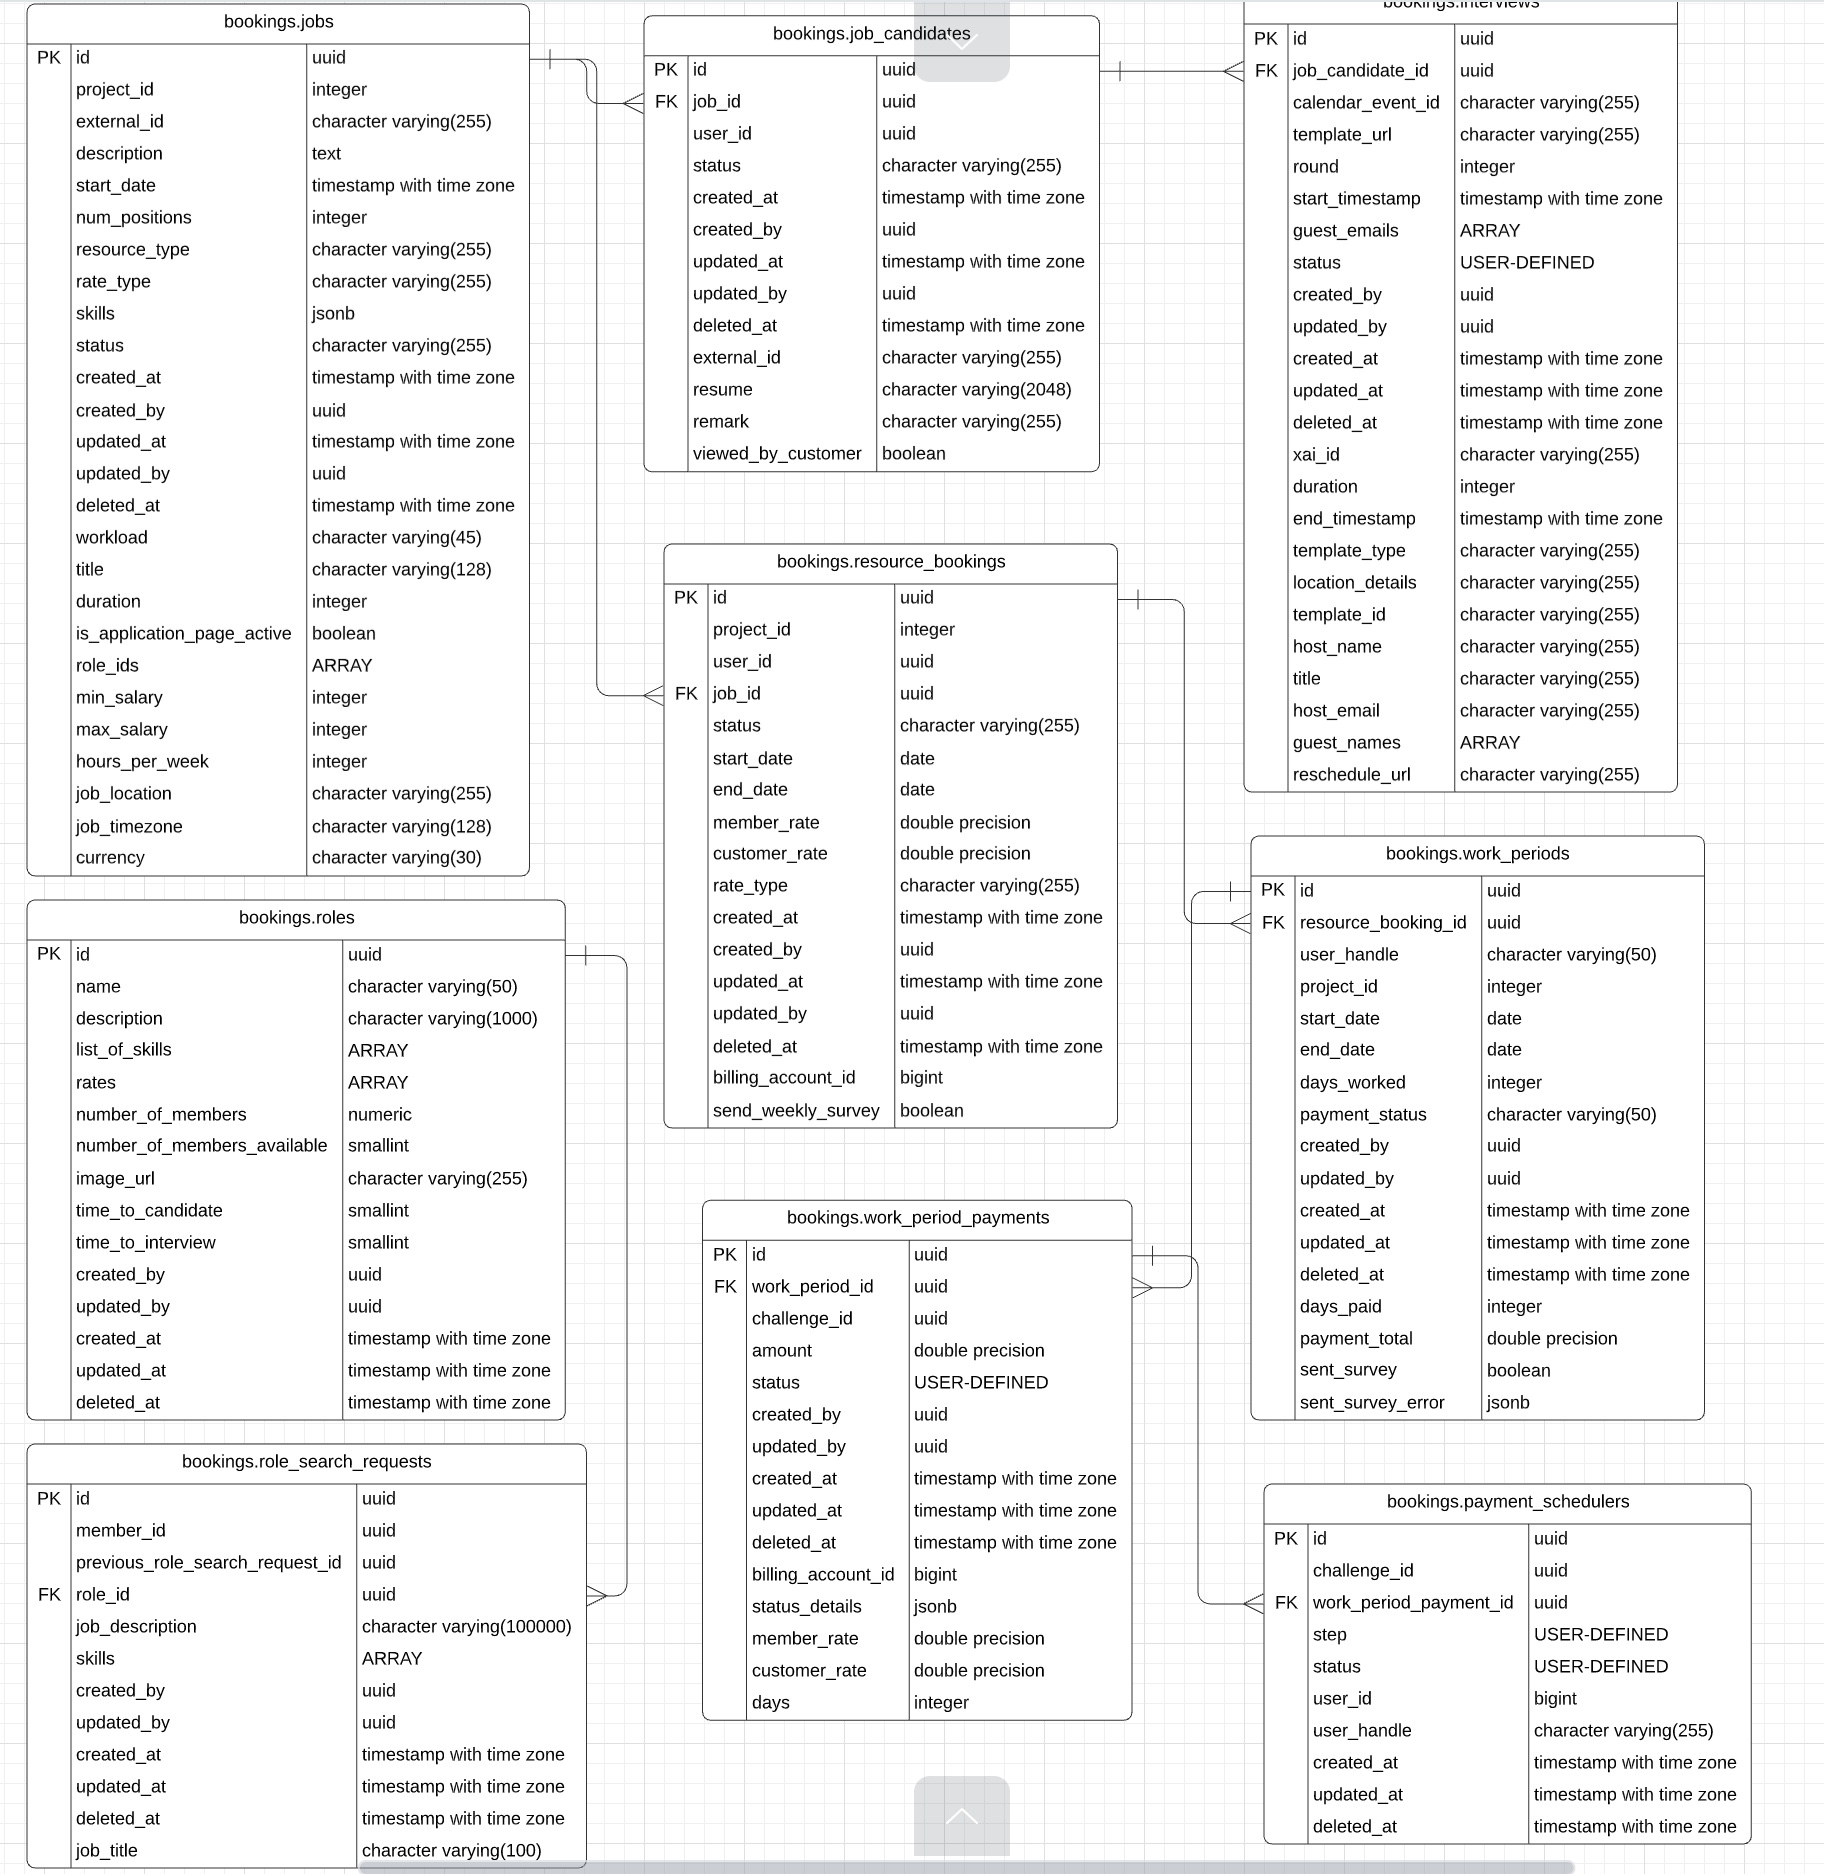 bookings.jobs
PK id uuid
project_id integer
external_id character varying(255)
description text
start_date timestamp with time zone
num_positions integer
resource_type character varying(255)
rate_type character varying(255)
skills jsonb
status character varying(255)
created_at timestamp with time zone
created_by uuid
updated_at timestamp with time zone
updated_by uuid
deleted_at timestamp with time zone
workload character varying(45)
title character varying(128)
duration integer
is_application_page_active boolean
role_ids ARRAY
min_salary integer
max_salary integer
hours_per_week integer
job_location character varying(255)
job_timezone character varying(128)
currency character varying(30)
bookings.roles
PK id uuid
name character varying(50)
description character varying(1000)
list_of_skills ARRAY
rates ARRAY
number_of_members numeric
number_of_members_available smallint
image_url character varying(255)
time_to_candidate smallint
time_to_interview smallint
created_by uuid
updated_by uuid
created_at timestamp with time zone
updated_at timestamp with time zone
deleted_at timestamp with time zone
bookings.role_search_requests
PK id uuid
member_id uuid
previous_role_search_request_id uuid
FK role_id uuid
job_description character varying(100000)
skills ARRAY
created_by uuid
updated_by uuid
created_at timestamp with time zone
updated_at timestamp with time zone
deleted_at timestamp with time zone
job_title character varying(100)
bookings.job_candidates
PK id uuid
FK job_id uuid
user_id uuid
status character varying(255)
created_at timestamp with time zone
created_by uuid
updated_at timestamp with time zone
updated_by uuid
deleted_at timestamp with time zone
external_id character varying(255)
resume character varying(2048)
remark character varying(255)
viewed_by_customer boolean
bookings.resource_bookings
PK id uuid
project_id integer
user_id uuid
FK job_id uuid
status character varying(255)
start_date date
end_date date
member_rate double precision
customer_rate double precision
rate_type character varying(255)
created_at timestamp with time zone
created_by uuid
updated_at timestamp with time zone
updated_by uuid
deleted_at timestamp with time zone
billing_account_id bigint
send_weekly_survey boolean
bookings.work_period_payments
PK id uuid
FK work_period_id uuid
challenge_id uuid
amount double precision
status USER-DEFINED
created_by uuid
updated_by uuid
created_at timestamp with time zone
updated_at timestamp with time zone
deleted_at timestamp with time zone
billing_account_id bigint
status_details jsonb
member_rate double precision
customer_rate double precision
days integer
bookings.interviews
PK id uuid
FK job_candidate_id uuid
calendar_event_id character varying(255)
template_url character varying(255)
round integer
start_timestamp timestamp with time zone
guest_emails ARRAY
status USER-DEFINED
created_by uuid
updated_by uuid
created_at timestamp with time zone
updated_at timestamp with time zone
deleted_at timestamp with time zone
xai_id character varying(255)
duration integer
end_timestamp timestamp with time zone
template_type character varying(255)
location_details character varying(255)
template_id character varying(255)
host_name character varying(255)
title character varying(255)
host_email character varying(255)
guest_names ARRAY
reschedule_url character varying(255)
bookings.work_periods
PK id uuid
FK resource_booking_id uuid
user_handle character varying(50)
project_id integer
start_date date
end_date date
days_worked integer
payment_status character varying(50)
created_by uuid
updated_by uuid
created_at timestamp with time zone
updated_at timestamp with time zone
deleted_at timestamp with time zone
days_paid integer
payment_total double precision
sent_survey boolean
sent_survey_error jsonb
bookings.payment_schedulers
PK id uuid
challenge_id uuid
FK work_period_payment_id uuid
step USER-DEFINED
status USER-DEFINED
user_id bigint
user_handle character varying(255)
created_at timestamp with time zone
updated_at timestamp with time zone
deleted_at timestamp with time zone